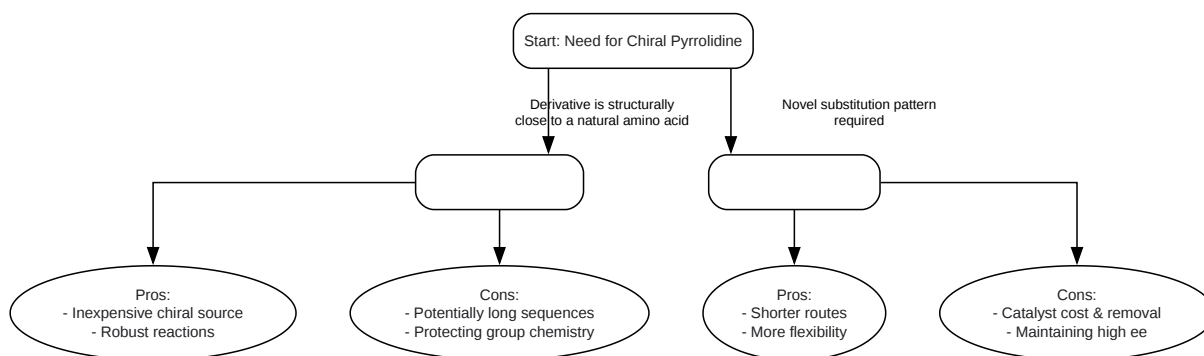 Start: Need for Chiral Pyrrolidine
Derivative is structurally
close to a natural amino acid
Novel substitution pattern
required
Pros:
- Inexpensive chiral source
- Robust reactions
Cons:
- Potentially long sequences
- Protecting group chemistry
Pros:
- Shorter routes
- More flexibility
Cons:
- Catalyst cost & removal
- Maintaining high ee